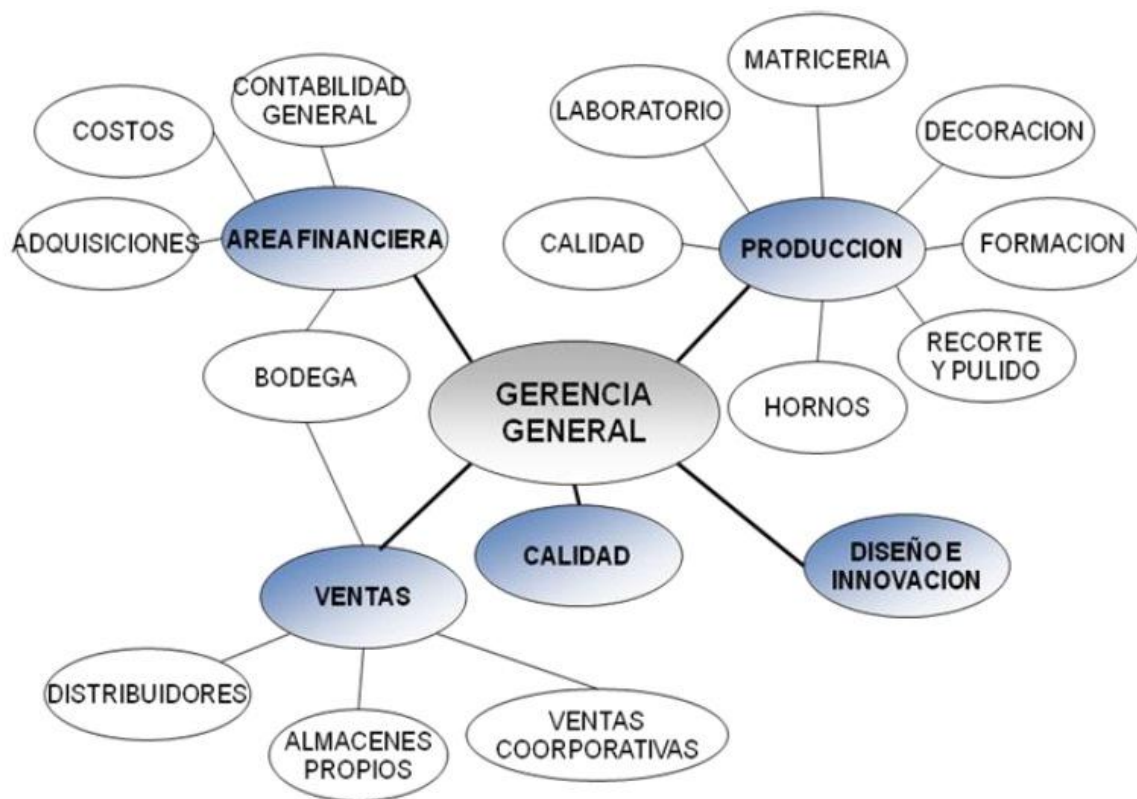 CONTABILIDAD
GENERAL
COSTOS
ADQUISICIONES
AREA FINANCIERA
BODEGA
MATRICERIA
LABORATORIO
DECORACION
CALIDAD
PRODUCCION
FORMACION
RECORTE
Y PULIDO
HORNOS
GERENCIA
GENERAL
CALIDAD
DISEÑO E
INNOVACION
VENTAS
DISTRIBUIDORES
ALMACENES
PROPIOS
VENTAS
COORPORATIVAS